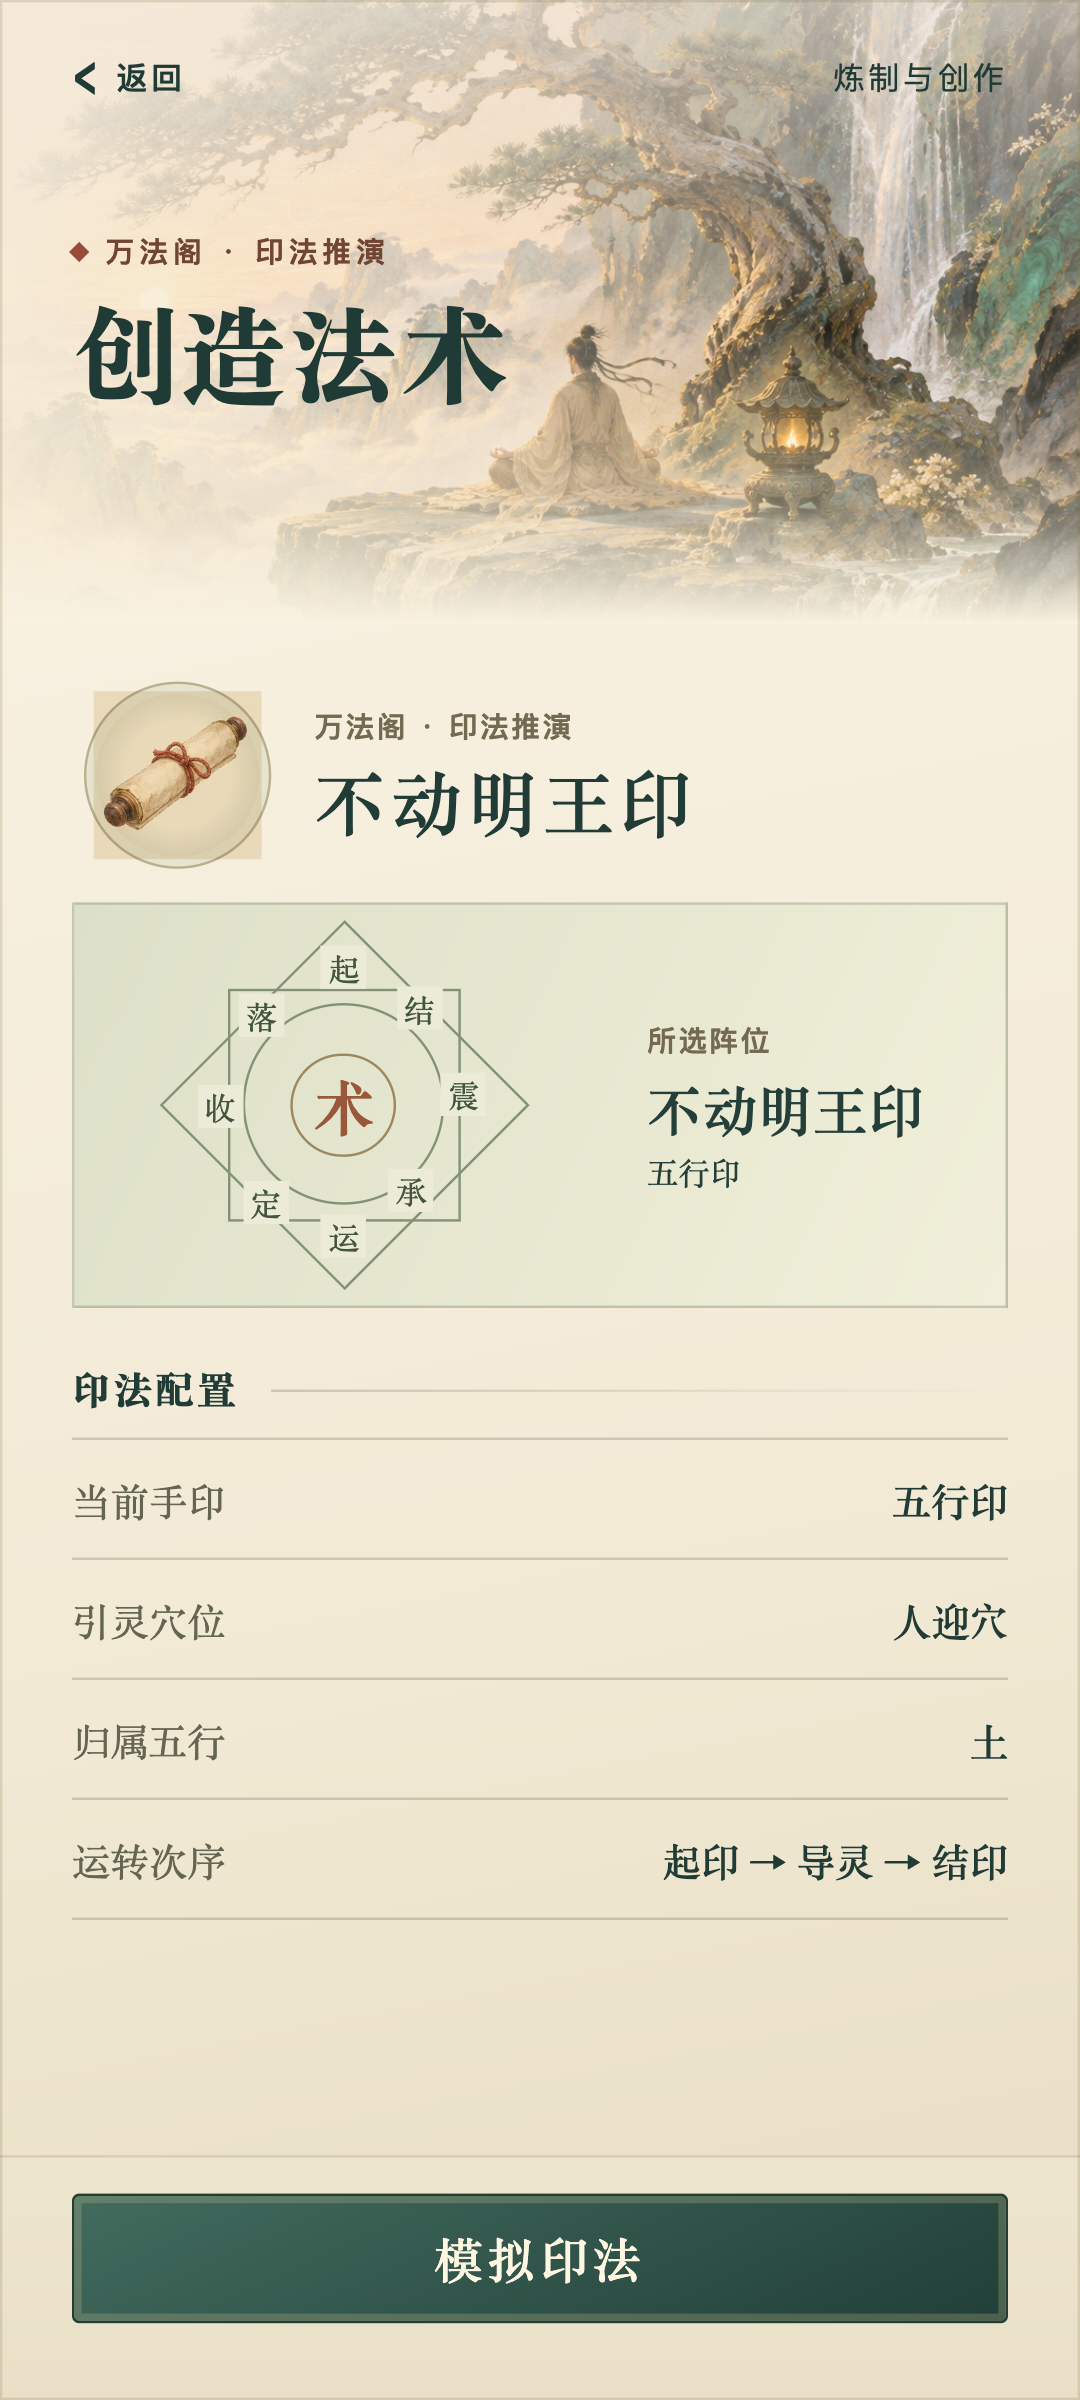 返回
炼制与创作
万法阁 · 印法推演
创造法术
万法阁 · 印法推演
不动明王印
起
落
结
收
术
震
定
承
运
所选阵位
不动明王印
五行印
印法配置
当前手印 五行印
引灵穴位 人迎穴
归属五行 土
运转次序 起印 → 导灵 → 结印
模拟印法